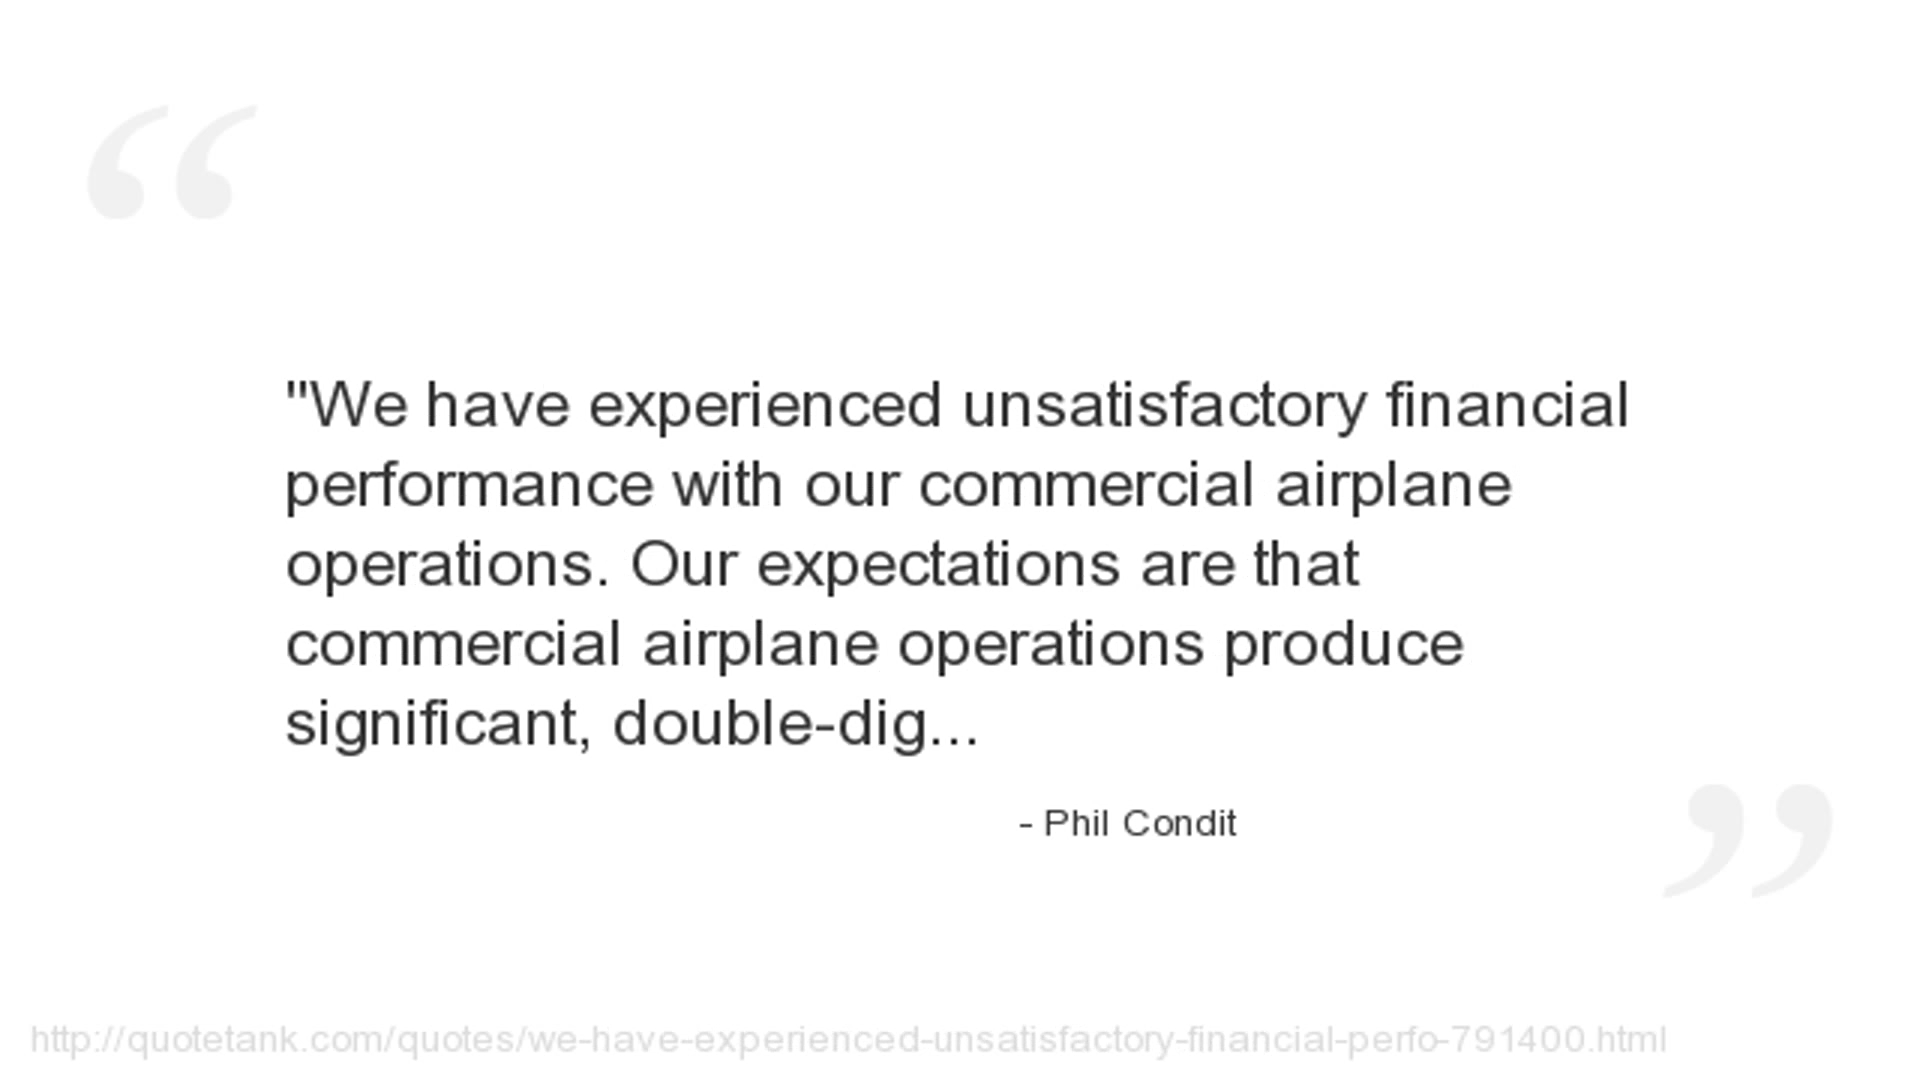 "We have experienced unsatisfactory financial
performance with our commercial airplane
operations. Our expectations are that
commercial airplane operations produce
significant, double-dig...
- Phil Condit
http://quotetank.com/quotes/we-have-experienced-unsatisfactory-financial-perfo-791400.html